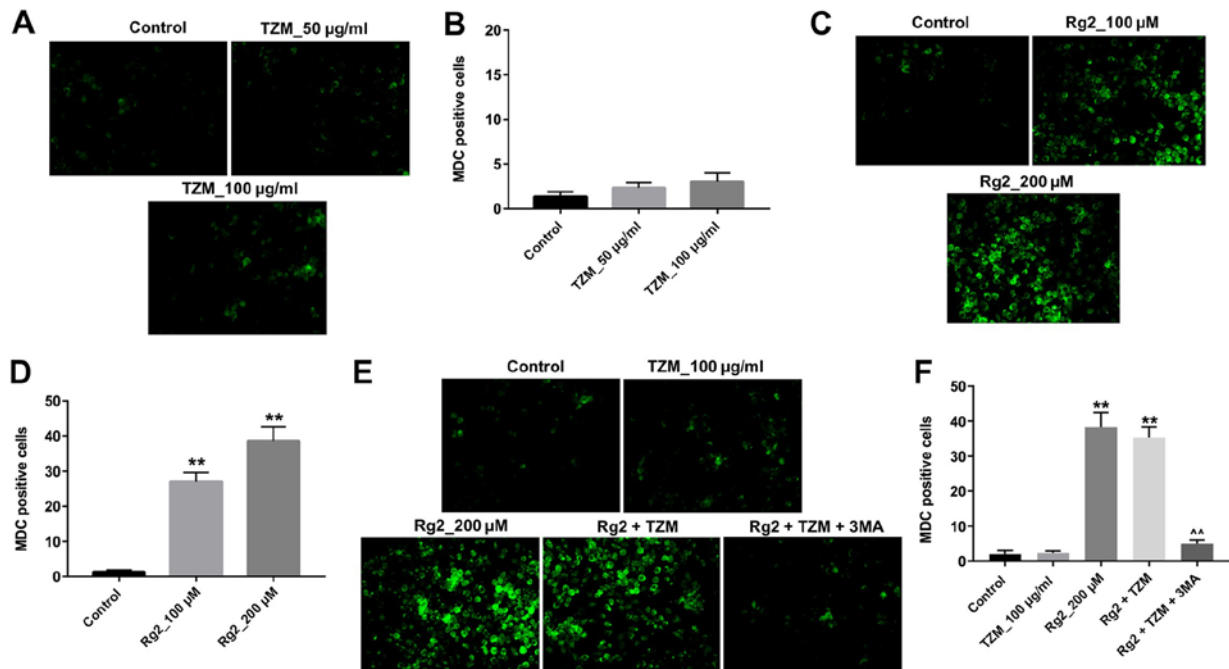 A
Control
TZM_50 µg/ml
TZM_100 µg/ml
B
MDC positive cells
20
15
10
5
0
Control
TZM_50 µg/ml
TZM_100 µg/ml
C
Control
Rg2_100 µM
Rg2_200 µM
D
MDC positive cells
50
40
30
20
10
0
**
**
Control
Rg2_100 µM
Rg2_200 µM
E
Control
TZM_100 µg/ml
Rg2_200 µM
Rg2 + TZM
Rg2 + TZM + 3MA
F
MDC positive cells
50
40
30
20
10
0
**
**
^^
Control
TZM_100 µg/ml
Rg2_200 µM
Rg2 + TZM
Rg2 + TZM + 3MA